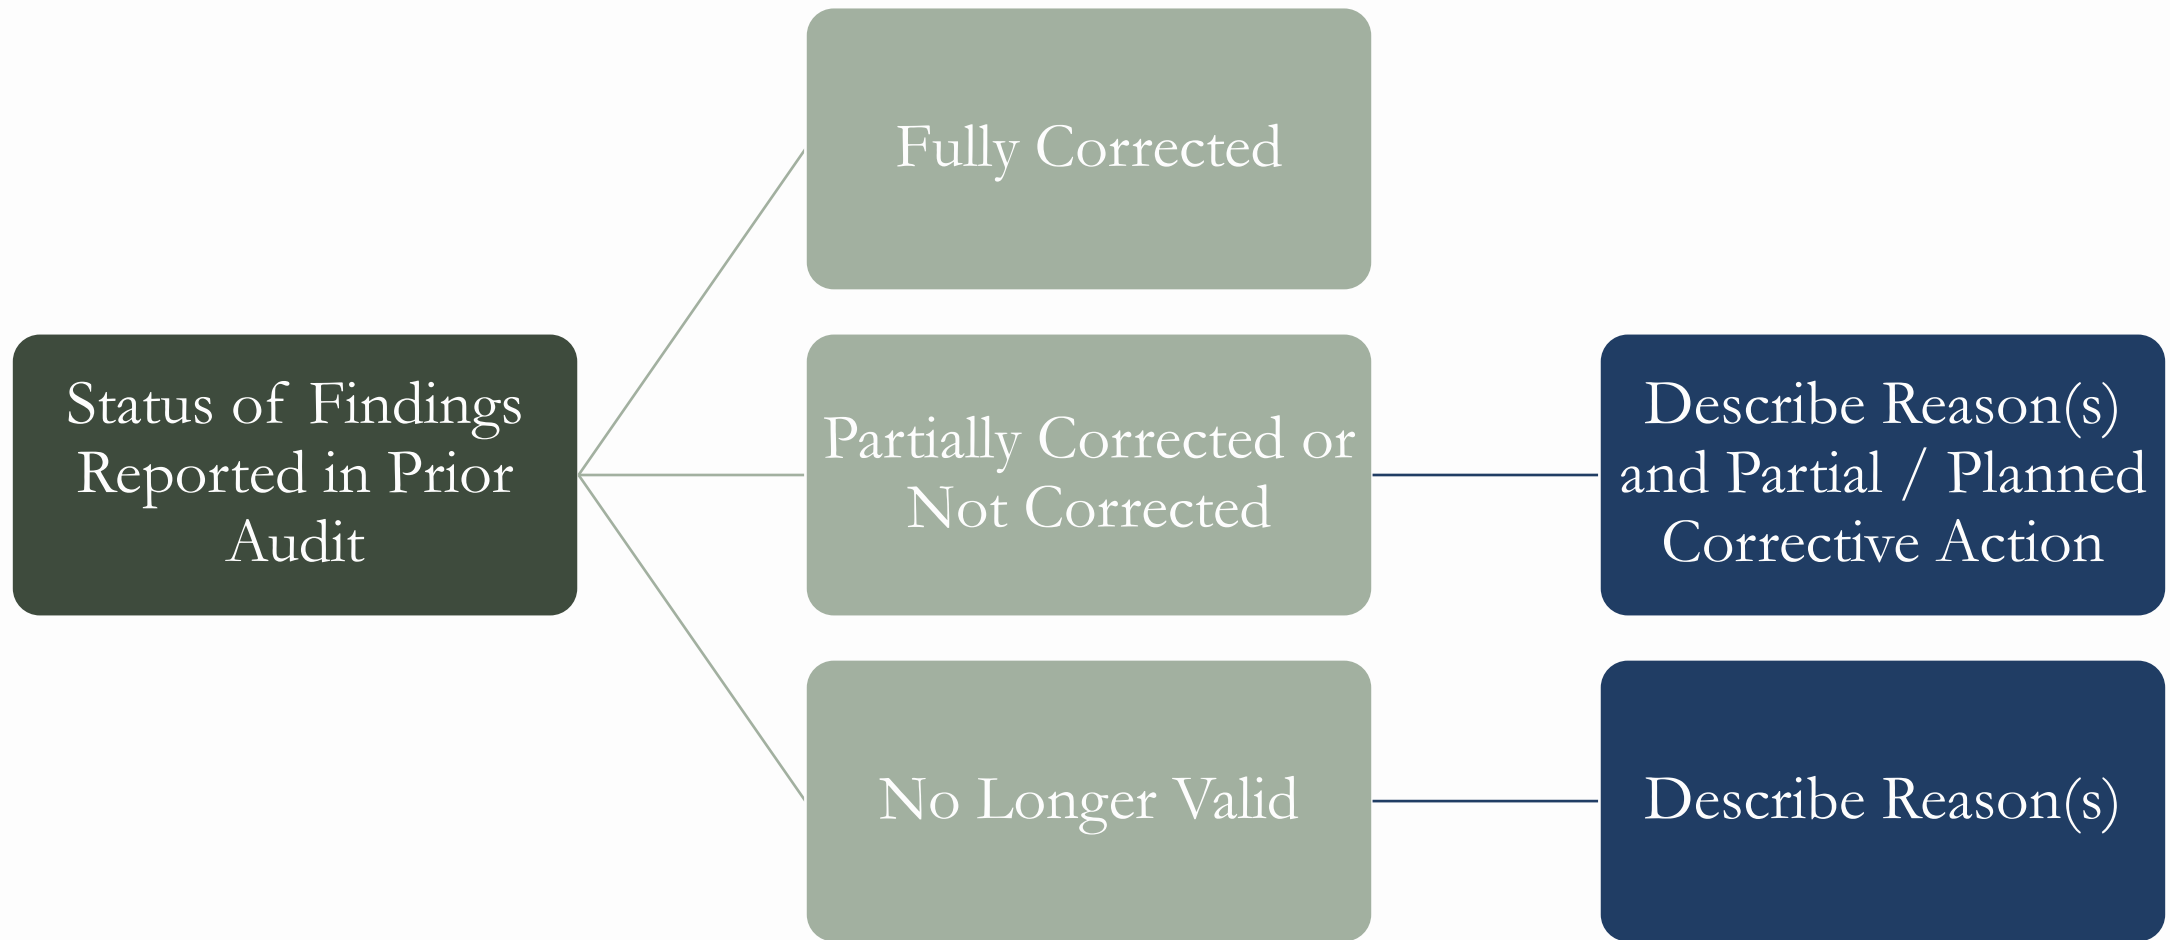 Fully Corrected
Status of Findings
Reported in Prior
Audit
Partially Corrected or
Not Corrected
Describe Reason(s)
and Partial / Planned
Corrective Action
No Longer Valid
Describe Reason(s)